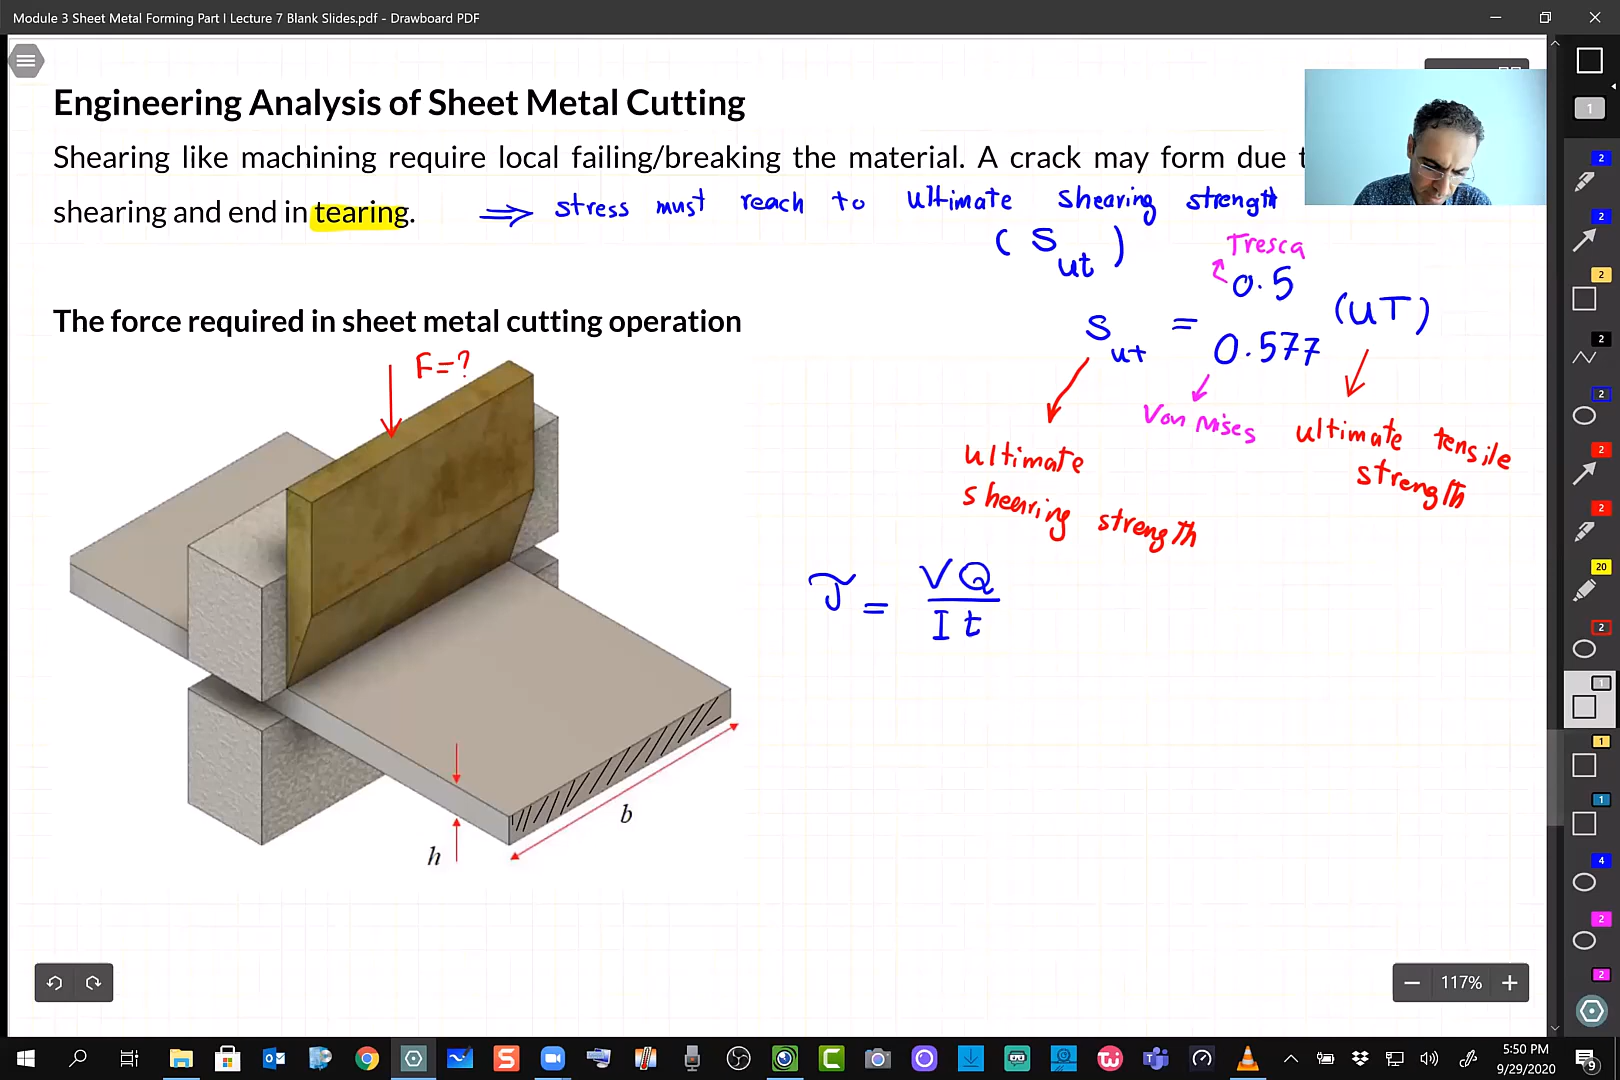 Module 3 Sheet Metal Forming Part I Lecture 7 Blank Slides.pdf - Drawboard PDF
Engineering Analysis of Sheet Metal Cutting
Shearing like machining require local failing/breaking the material. A crack may form due
shearing and end in tearing.
⇒ stress must reach to ultimate shearing strength
(S_ut)
Tresca
0.5
S_ut = 0.577 (UT)
Von Mises
ultimate shearing strength
ultimate tensile strength
The force required in sheet metal cutting operation
F=?
τ = VQ / It
b
h
117%
5:50 PM
9/29/2020